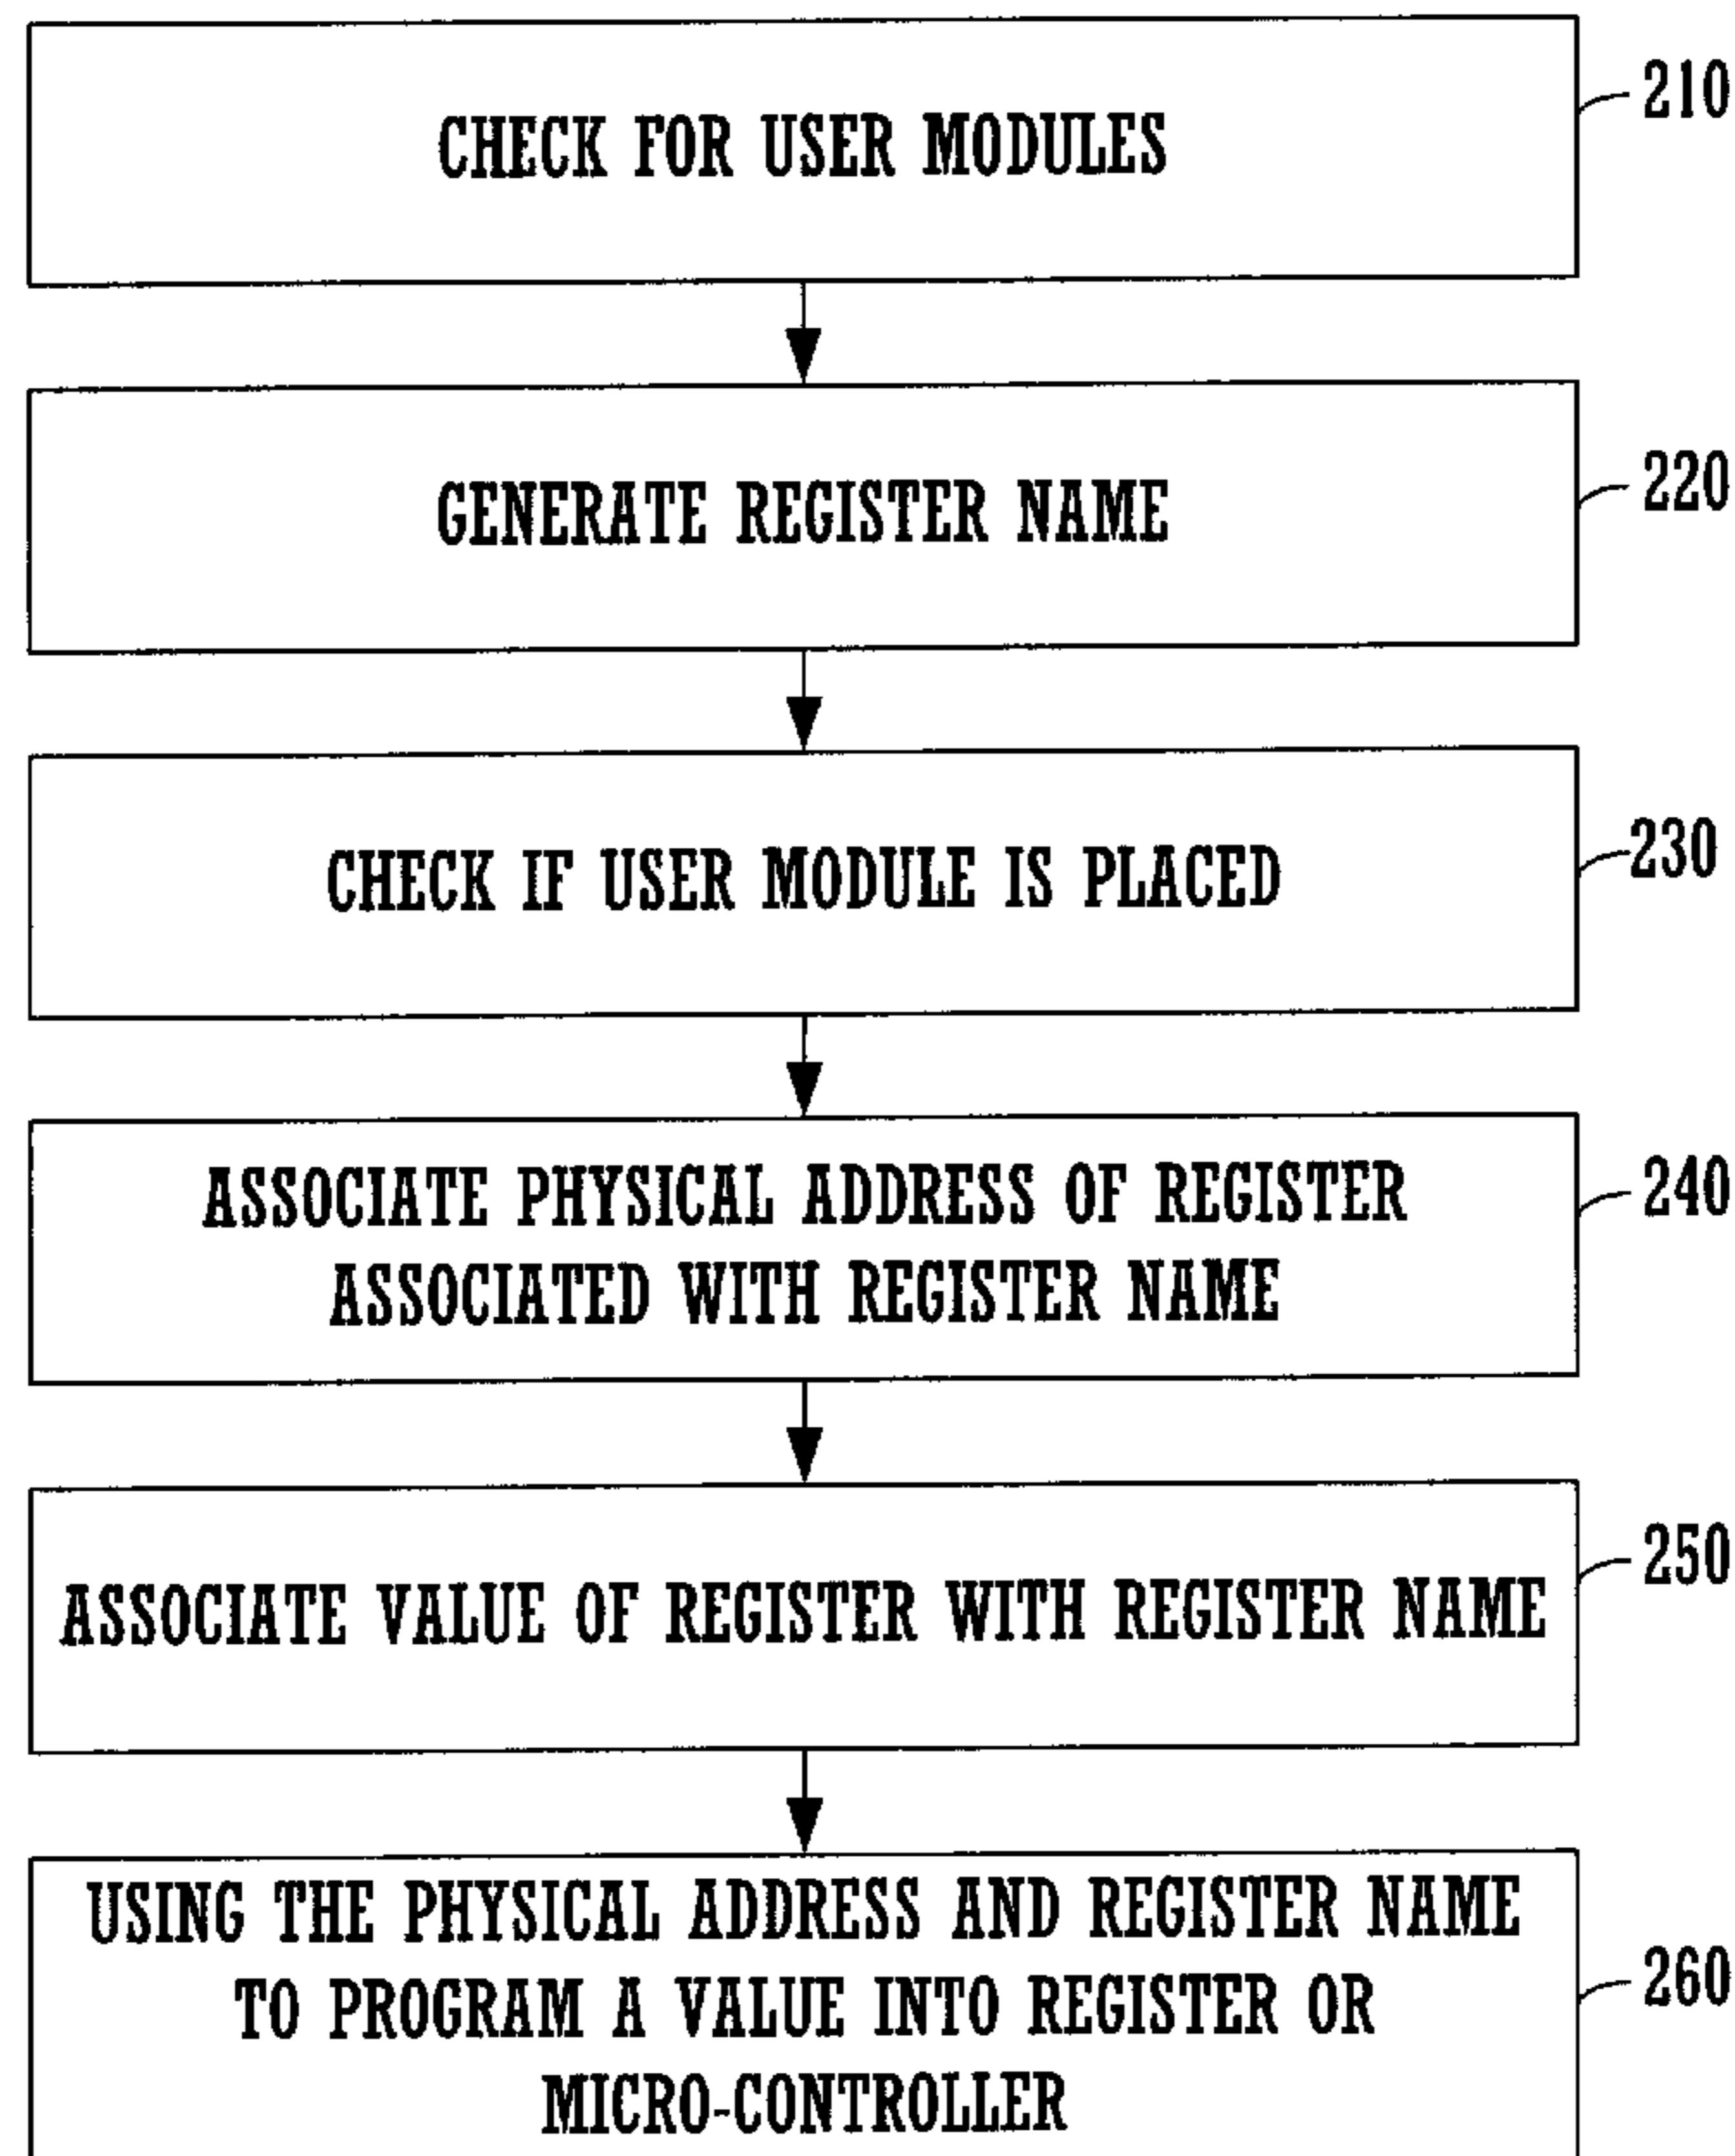 CHECK FOR USER MODULES
210
GENERATE REGISTER NAME
220
CHECK IF USER MODULE IS PLACED
230
ASSOCIATE PHYSICAL ADDRESS OF REGISTER
ASSOCIATED WITH REGISTER NAME
240
ASSOCIATE VALUE OF REGISTER WITH REGISTER NAME
250
USING THE PHYSICAL ADDRESS AND REGISTER NAME
TO PROGRAM A VALUE INTO REGISTER OR
MICRO-CONTROLLER
260